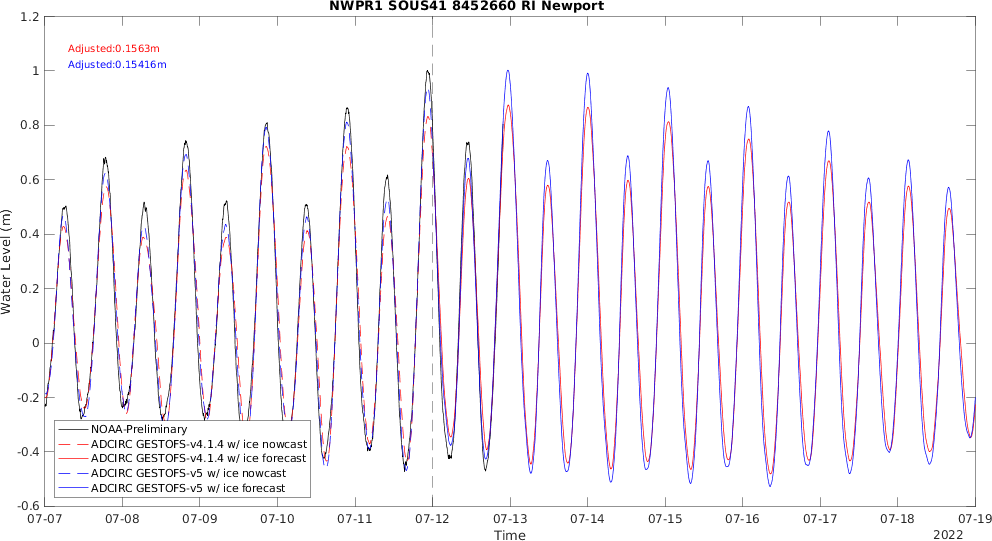 NWPR1 SOUS41 8452660 RI Newport
1.2
Adjusted:0.1563m
Adjusted:0.15416m
1
0.8
0.6
0.4
0.2
0
-0.2
-0.4
-0.6
Water Level (m)
NOAA-Preliminary
ADCIRC GESTOFS-v4.1.4 w/ ice nowcast
ADCIRC GESTOFS-v4.1.4 w/ ice forecast
ADCIRC GESTOFS-v5 w/ ice nowcast
ADCIRC GESTOFS-v5 w/ ice forecast
07-07 07-08 07-09 07-10 07-11 07-12 07-13 07-14 07-15 07-16 07-17 07-18 07-19
Time
2022